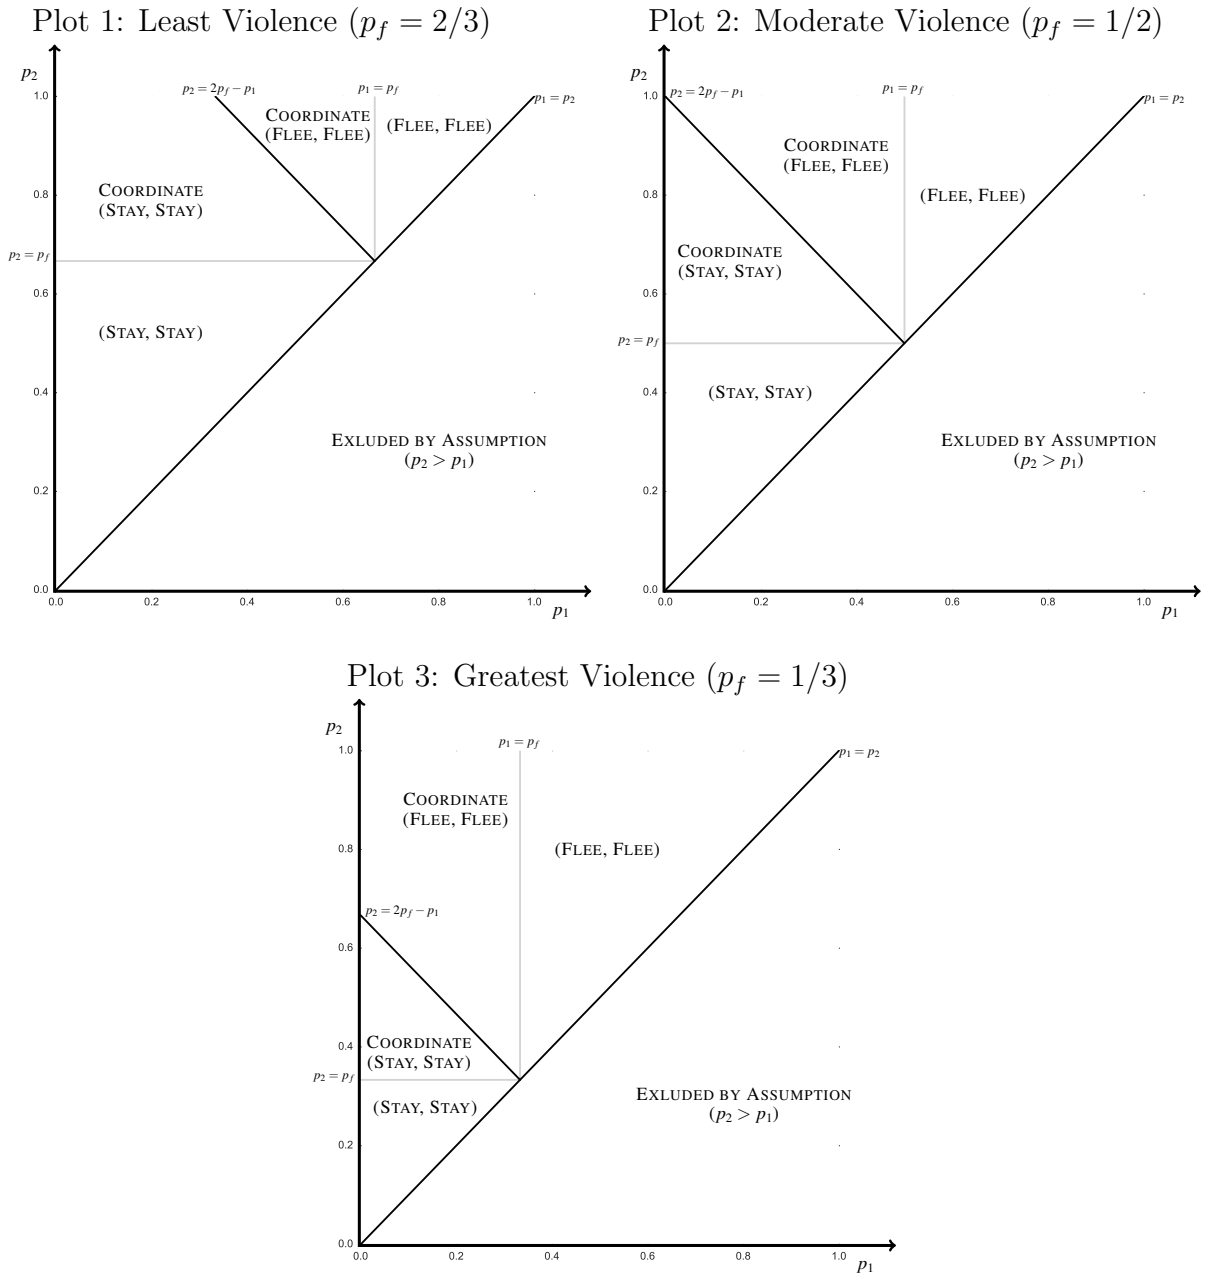 Plot 1: Least Violence (p_f = 2/3)
p_2
p_2 = 2p_f − p_1
p_1 = p_f
p_1 = p_2
1.0
COORDINATE
(FLEE, FLEE)
(FLEE, FLEE)
0.8
COORDINATE
(STAY, STAY)
p_2 = p_f
0.6
(STAY, STAY)
0.4
EXLUDED BY ASSUMPTION
(p_2 > p_1)
0.2
0.0
0.0 0.2 0.4 0.6 0.8 1.0
p_1
Plot 2: Moderate Violence (p_f = 1/2)
p_2
p_2 = 2p_f − p_1
p_1 = p_f
p_1 = p_2
1.0
COORDINATE
(FLEE, FLEE)
0.8
(FLEE, FLEE)
COORDINATE
(STAY, STAY)
0.6
p_2 = p_f
0.4
(STAY, STAY)
EXLUDED BY ASSUMPTION
(p_2 > p_1)
0.2
0.0
0.0 0.2 0.4 0.6 0.8 1.0
p_1
Plot 3: Greatest Violence (p_f = 1/3)
p_2
p_1 = p_f
p_1 = p_2
1.0
COORDINATE
(FLEE, FLEE)
0.8
(FLEE, FLEE)
p_2 = 2p_f − p_1
0.6
0.4
COORDINATE
(STAY, STAY)
p_2 = p_f
(STAY, STAY)
EXLUDED BY ASSUMPTION
(p_2 > p_1)
0.2
0.0
0.0 0.2 0.4 0.6 0.8 1.0
p_1